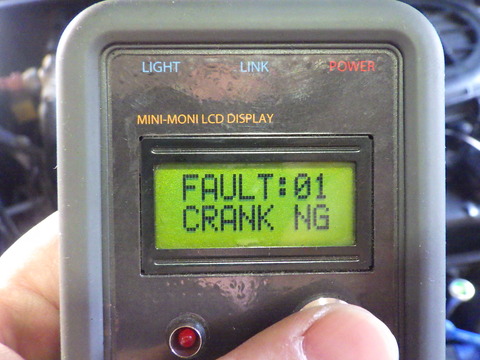 LIGHT LINK POWER
MINI-MONI LCD DISPLAY
FAULT:01
CRANK NG